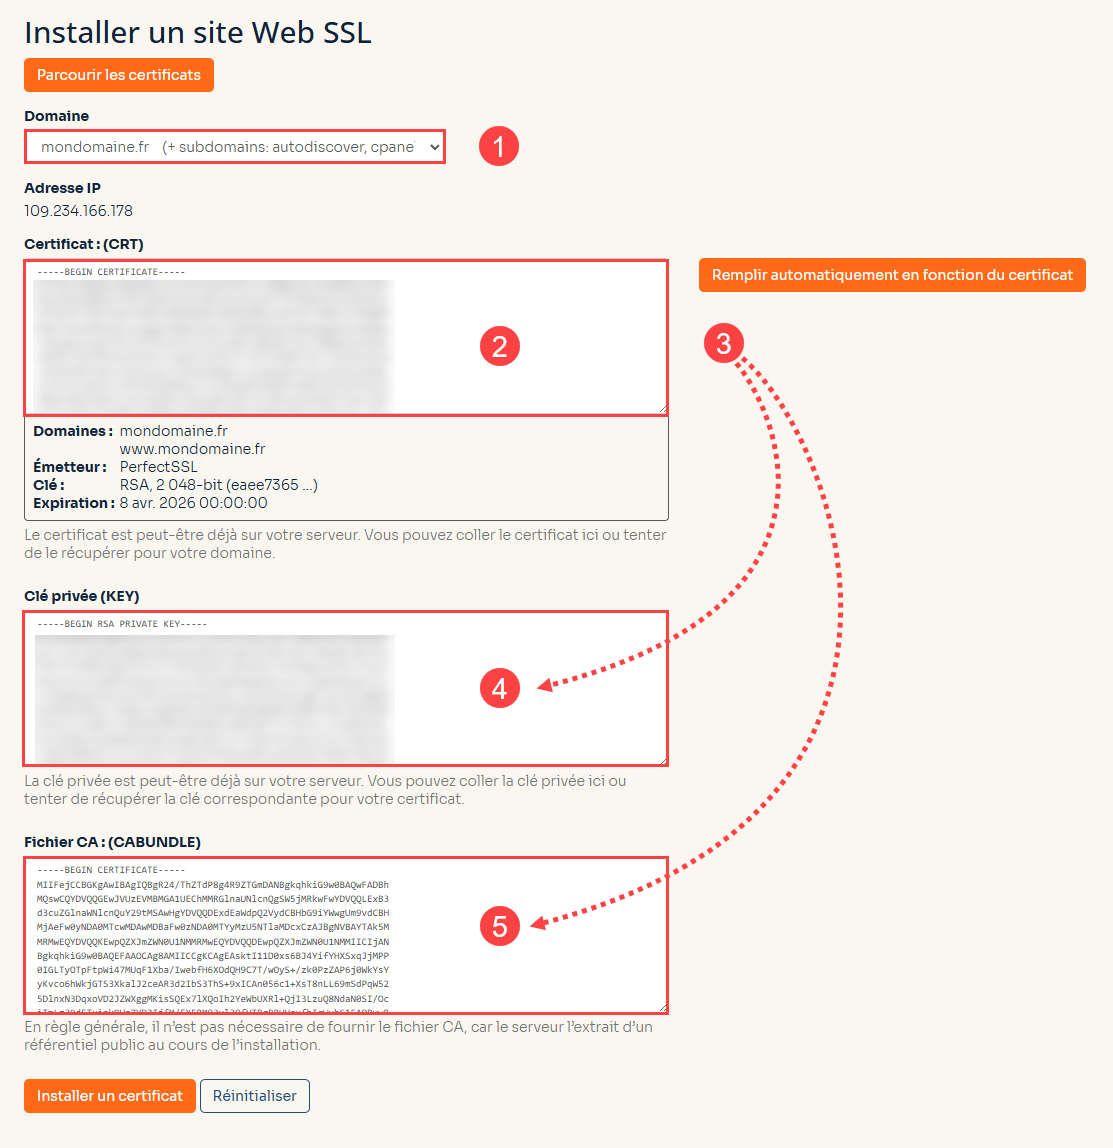 Installer un site Web SSL
Parcourir les certificats
Domaine
mondomaine.fr (+ subdomains: autodiscover, cpane
1
Adresse IP
109.234.166.178
Certificat : (CRT)
-----BEGIN CERTIFICATE-----
Remplir automatiquement en fonction du certificat
2
3
Domaines : mondomaine.fr
www.mondomaine.fr
Émetteur : PerfectSSL
Clé : RSA, 2 048-bit (eaee7365 ...)
Expiration : 8 avr. 2026 00:00:00
Le certificat est peut-être déjà sur votre serveur. Vous pouvez coller le certificat ici ou tenter
de le récupérer pour votre domaine.
Clé privée (KEY)
-----BEGIN RSA PRIVATE KEY-----
4
La clé privée est peut-être déjà sur votre serveur. Vous pouvez coller la clé privée ici ou
tenter de récupérer la clé correspondante pour votre certificat.
Fichier CA : (CABUNDLE)
-----BEGIN CERTIFICATE-----
MIIFejCCBGKgAwIBAgIQBgR24/ThZTdP8g4R9ZTGmDANBgkqhkiG9w0BAQwFADBh
MQswCQYDVQQGEwJVUzEVMBMGA1UEChMMRGlnaUNlcnQgSW5jMRkwFwYDVQQLExB3
d3cuZGlnaWNlcnQuY29tMSAwHgYDVQQDExdEaWdpQ2VydCBHbG9iYWwgUm9vdCBH
MjAeFw0yNDA0MTcwMDAwMDBaFw0zNDA0MTYyMzU5NTlaMDcxCzAJBgNVBAYTAk5M
MRMwEQYDVQQKEwpQZXJmZWN0U1NMMRMwEQYDVQQDEwpQZXJmZWN0U1NMMIICIjAN
BgkqhkiG9w0BAQEFAAOCAg8AMIICCgKCAgEAsktI11D0xs6BJ4YifYHXSxqJjMPP
0IGLTyOTpFtpWi47MUqF1Xba/IwebfH6XOdQH9C7T/wOyS+/zk0PzZAP6j0WkYsY
yKvco6hWkjGTS3XkalJ2ceAR3d2IbS3ThS+9xICAn056c1+XsT8nLL69mSdPqW52
5DlnxN3DqxoVD2JZWXggMKisSQEx7lXQoIh2YeWbUXRl+QjI3LzuQ8NdaN0SI/Oc
5
En règle générale, il n’est pas nécessaire de fournir le fichier CA, car le serveur l’extrait d’un
référentiel public au cours de l’installation.
Installer un certificat
Réinitialiser